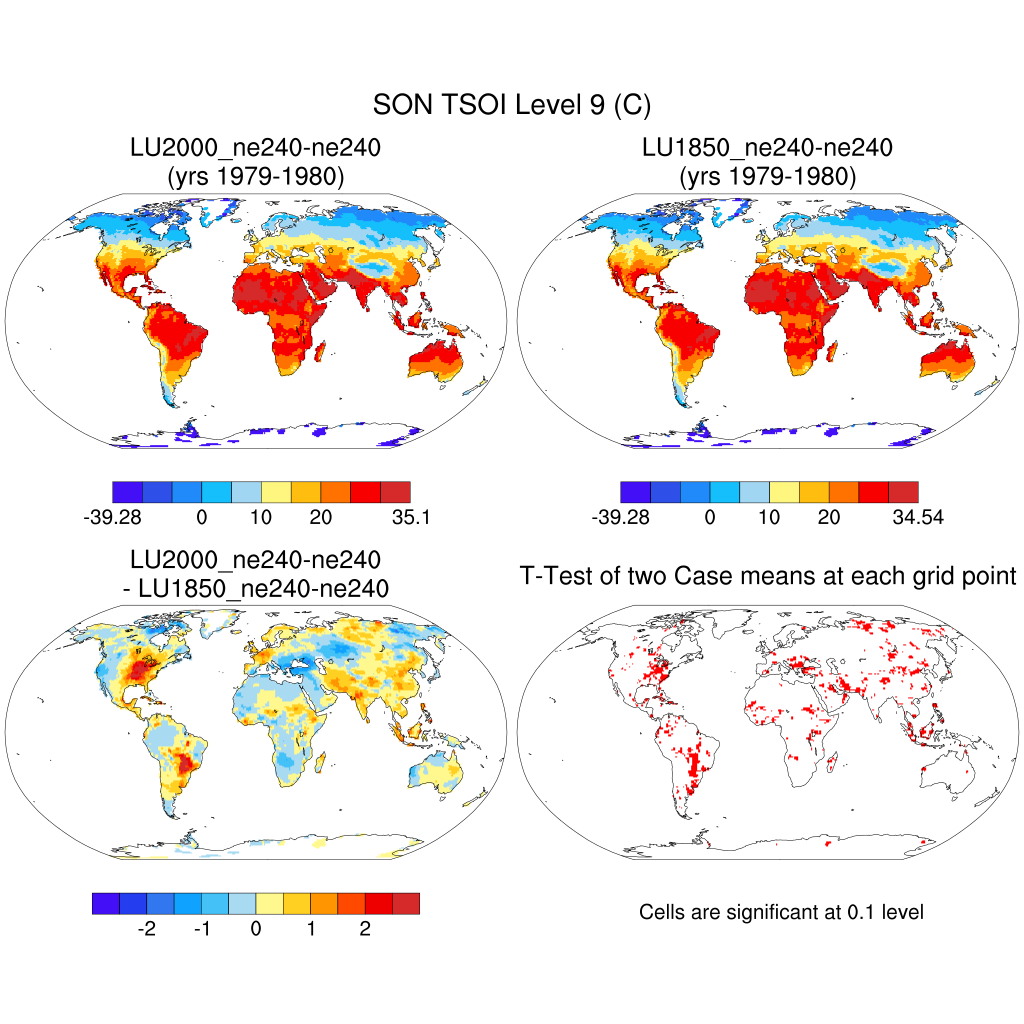 SON TSOI Level 9 (C)
LU2000_ne240-ne240
(yrs 1979-1980)
LU1850_ne240-ne240
(yrs 1979-1980)
-39.28 0 10 20 35.1
-39.28 0 10 20 34.54
LU2000_ne240-ne240
- LU1850_ne240-ne240
T-Test of two Case means at each grid point
-2 -1 0 1 2
Cells are significant at 0.1 level